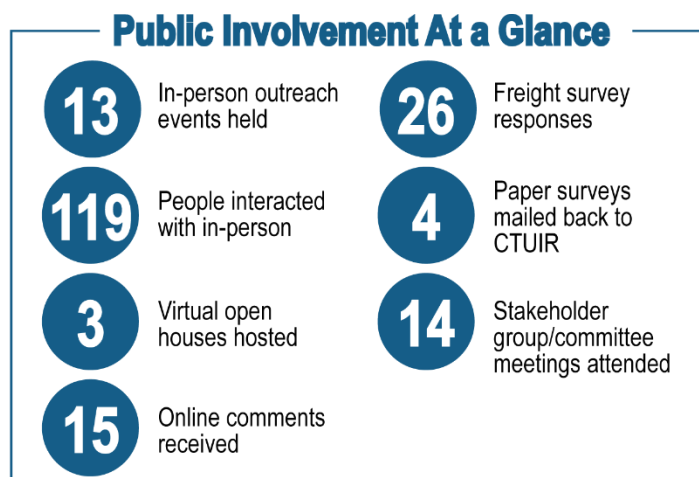 Public Involvement At a Glance
13
In-person outreach
events held
119
People interacted
with in-person
3
Virtual open
houses hosted
15
Online comments
received
26
Freight survey
responses
4
Paper surveys
mailed back to
CTUIR
14
Stakeholder
group/committee
meetings attended